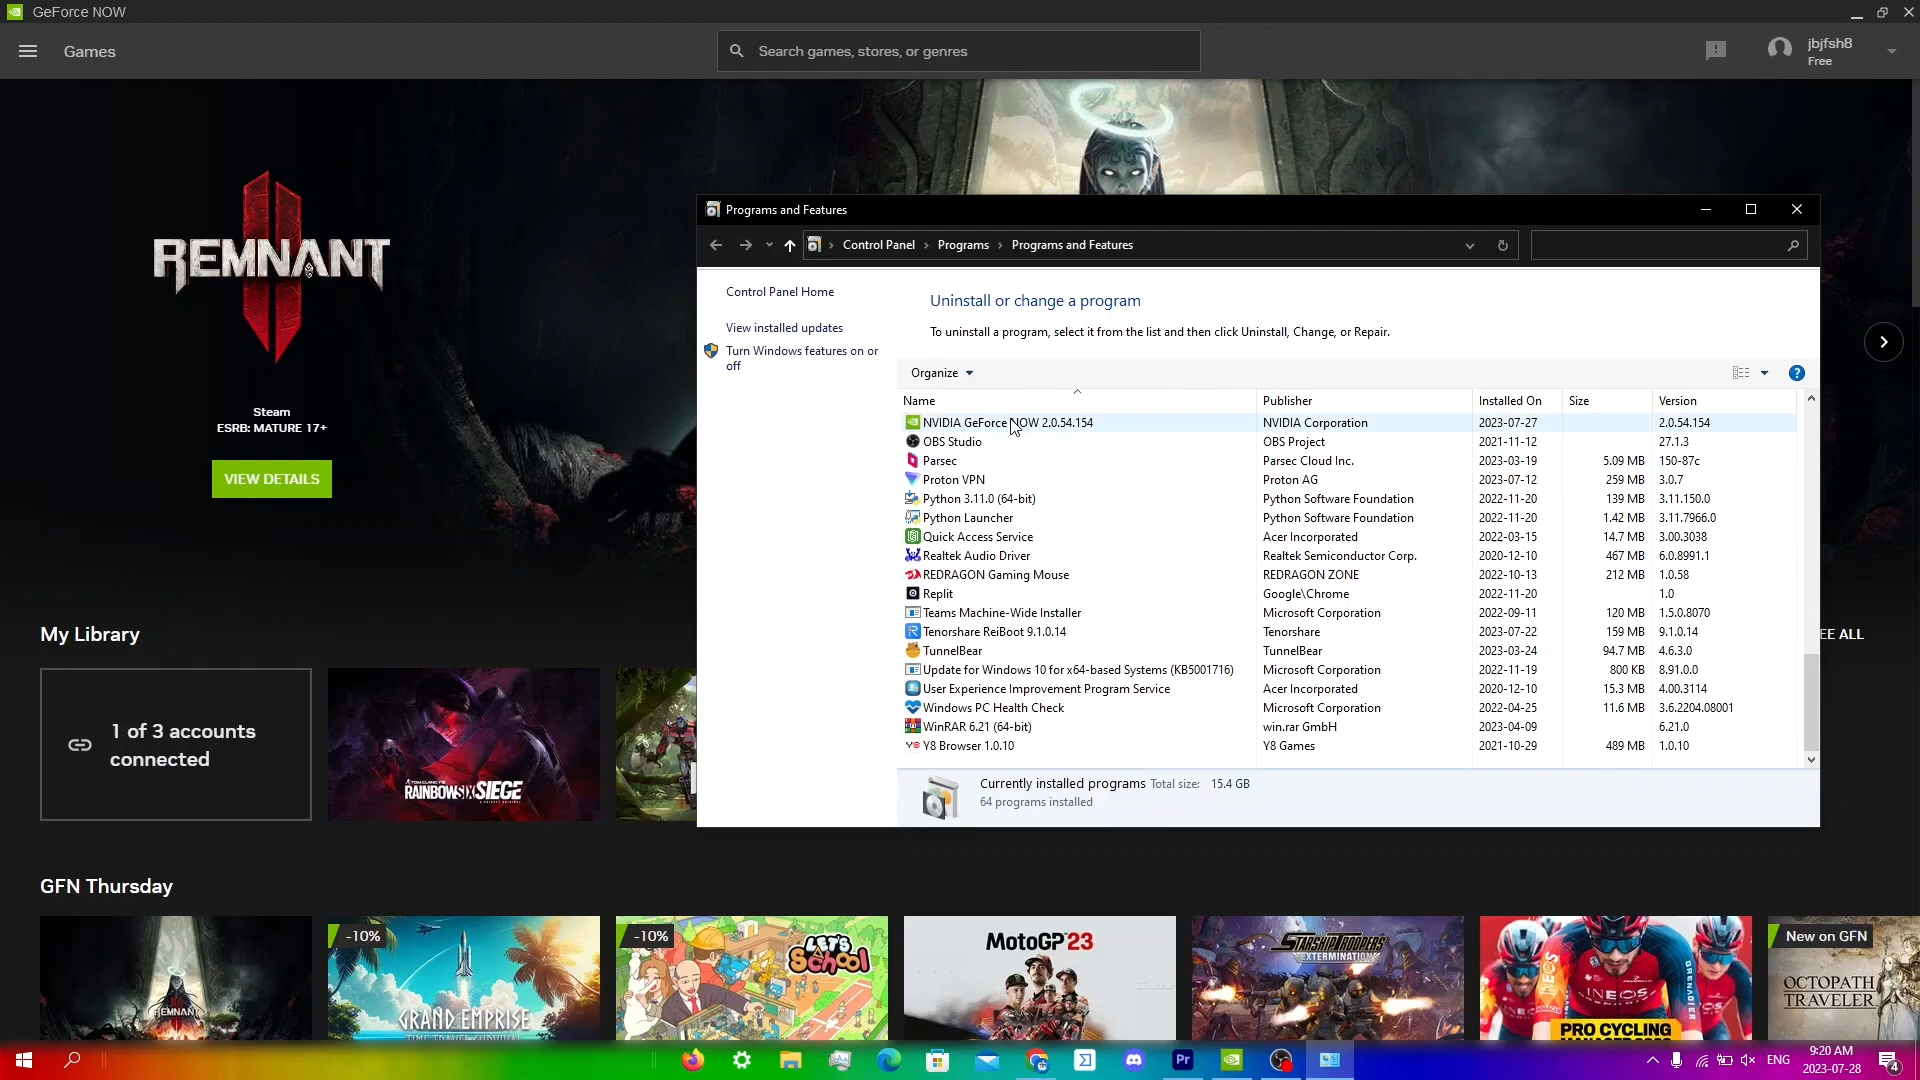 GeForce NOW
Games
Search games, stores, or genres
jbjfsh8
Free
REMNANT
Steam
ESRB: MATURE 17+
VIEW DETAILS
My Library
EE ALL
1 of 3 accounts
connected
TOM CLANCY'S
RAINBOWSIX SIEGE
GFN Thursday
REMNANT
-10%
GRAND EMPRISE
TIME TRAVEL SURVIVAL
-10%
LET'S
School
MotoGP™23
STARSHIP TROOPERS
EXTERMINATION
INEOS
GRENADIER
INEOS
PRO CYCLING
New on GFN
OCTOPATH
TRAVELER
Programs and Features
Control Panel > Programs > Programs and Features
Control Panel Home
View installed updates
Turn Windows features on or
off
Uninstall or change a program
To uninstall a program, select it from the list and then click Uninstall, Change, or Repair.
Organize
Name Publisher Installed On Size Version
NVIDIA GeForce NOW 2.0.54.154 NVIDIA Corporation 2023-07-27 2.0.54.154
OBS Studio OBS Project 2021-11-12 27.1.3
Parsec Parsec Cloud Inc. 2023-03-19 5.09 MB 150-87c
Proton VPN Proton AG 2023-07-12 259 MB 3.0.7
Python 3.11.0 (64-bit) Python Software Foundation 2022-11-20 139 MB 3.11.150.0
Python Launcher Python Software Foundation 2022-11-20 1.42 MB 3.11.7966.0
Quick Access Service Acer Incorporated 2022-03-15 14.7 MB 3.00.3038
Realtek Audio Driver Realtek Semiconductor Corp. 2020-12-10 467 MB 6.0.8991.1
REDRAGON Gaming Mouse REDRAGON ZONE 2022-10-13 212 MB 1.0.58
Replit Google\Chrome 2022-11-20 1.0
Teams Machine-Wide Installer Microsoft Corporation 2022-09-11 120 MB 1.5.0.8070
Tenorshare ReiBoot 9.1.0.14 Tenorshare 2023-07-22 159 MB 9.1.0.14
TunnelBear TunnelBear 2023-03-24 94.7 MB 4.6.3.0
Update for Windows 10 for x64-based Systems (KB5001716) Microsoft Corporation 2022-11-19 800 KB 8.91.0.0
User Experience Improvement Program Service Acer Incorporated 2020-12-10 15.3 MB 4.00.3114
Windows PC Health Check Microsoft Corporation 2022-04-25 11.6 MB 3.6.2204.08001
WinRAR 6.21 (64-bit) win.rar GmbH 2023-04-09 6.21.0
Y8 Browser 1.0.10 Y8 Games 2021-10-29 489 MB 1.0.10
Currently installed programs Total size: 15.4 GB
64 programs installed
Pr
ENG
9:20 AM
2023-07-28
4